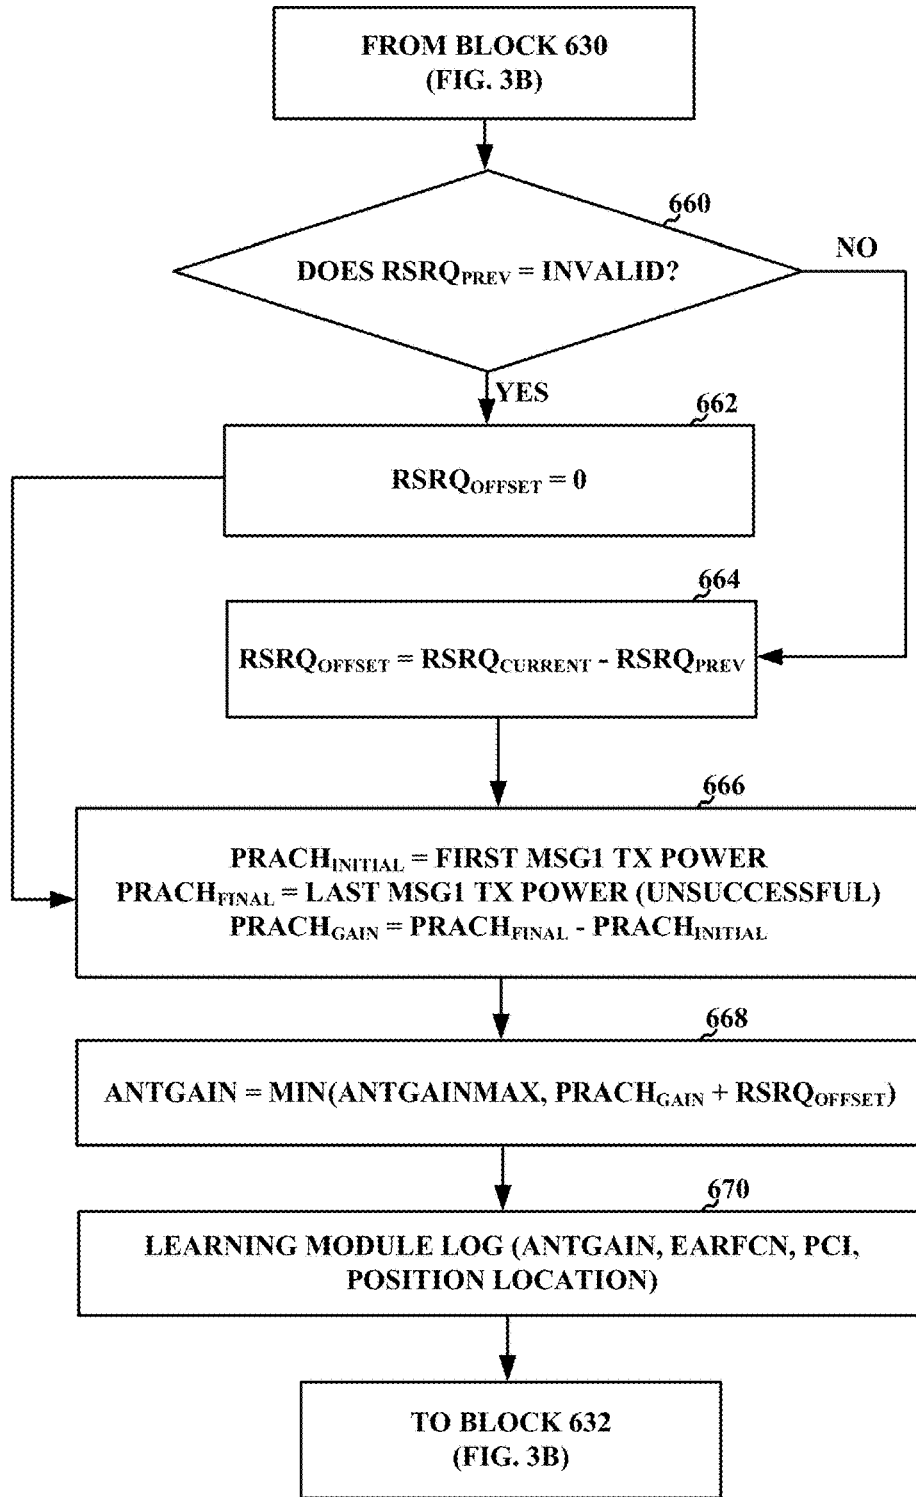 FROM BLOCK 630
(FIG. 3B)
660
NO
DOES RSRQPREV = INVALID?
YES
662
RSRQOFFSET = 0
664
RSRQOFFSET = RSRQCURRENT - RSRQPREV
666
PRACHINITIAL = FIRST MSG1 TX POWER
PRACHFINAL = LAST MSG1 TX POWER (UNSUCCESSFUL)
PRACHGAIN = PRACHFINAL - PRACHINITIAL
668
ANTGAIN = MIN(ANTGAINMAX, PRACHGAIN + RSRQOFFSET)
670
LEARNING MODULE LOG (ANTGAIN, EARFCN, PCI,
POSITION LOCATION)
TO BLOCK 632
(FIG. 3B)